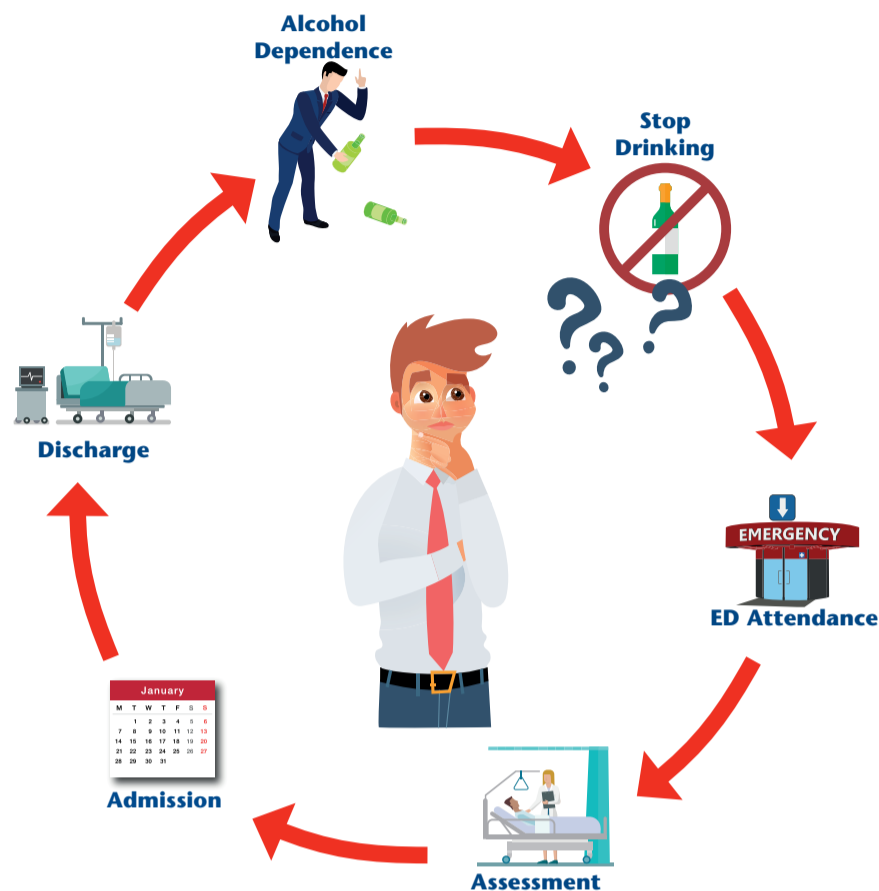 Alcohol
Dependence
Stop
Drinking
? ? ?
EMERGENCY
ED Attendance
Assessment
January
M T W T F S S
1 2 3 4 5 6
7 8 9 10 11 12 13
14 15 16 17 18 19 20
21 22 23 24 25 26 27
28 29 30 31
Admission
Discharge